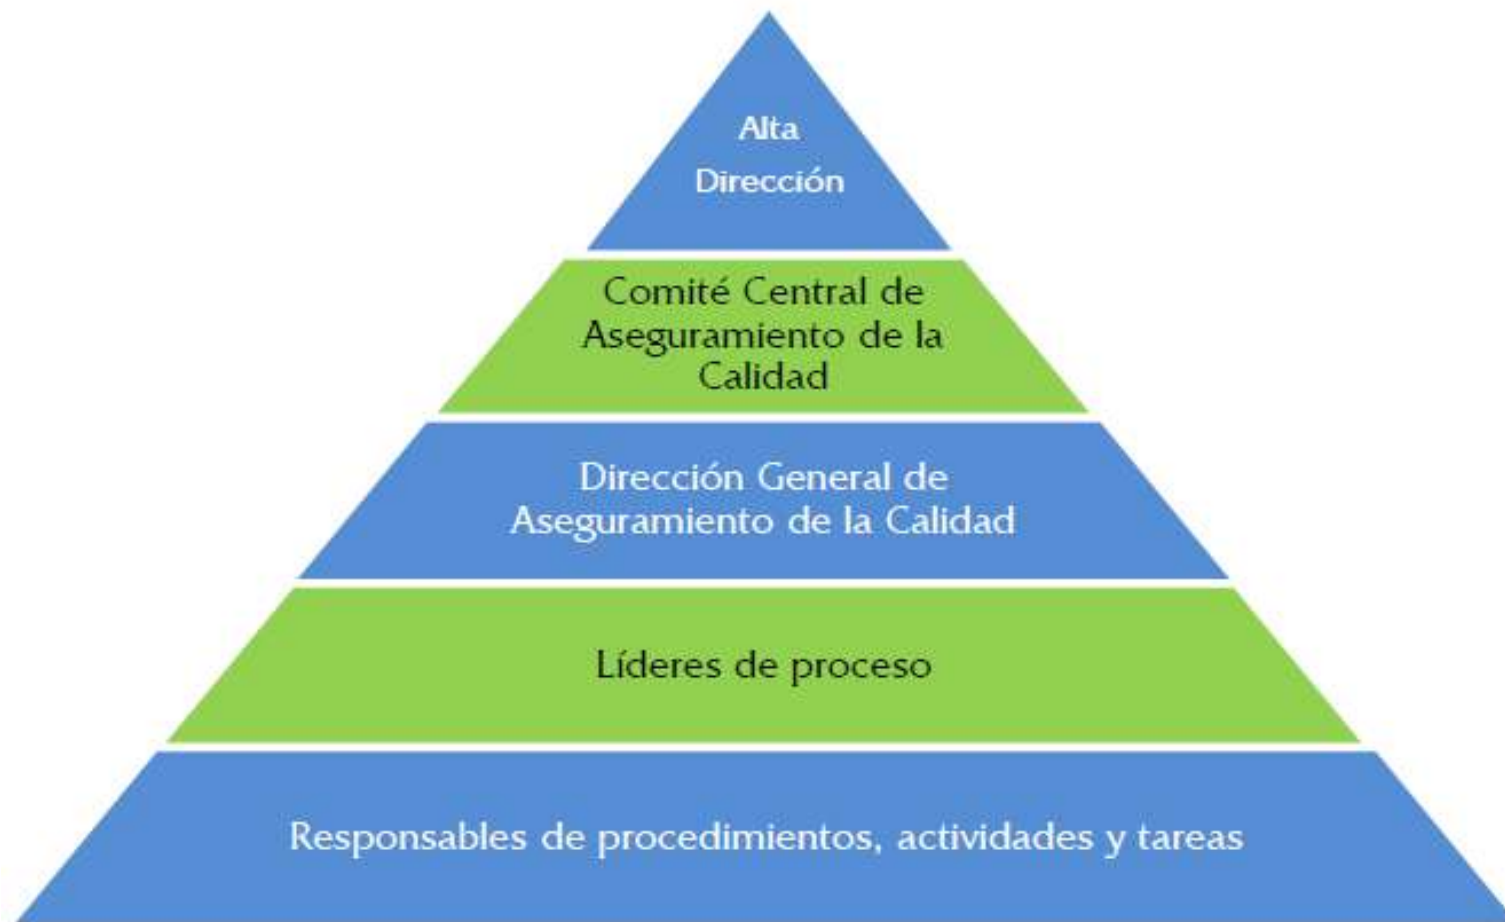 Alta
Dirección
Comité Central de
Aseguramiento de la
Calidad
Dirección General de
Aseguramiento de la Calidad
Líderes de proceso
Responsables de procedimientos, actividades y tareas